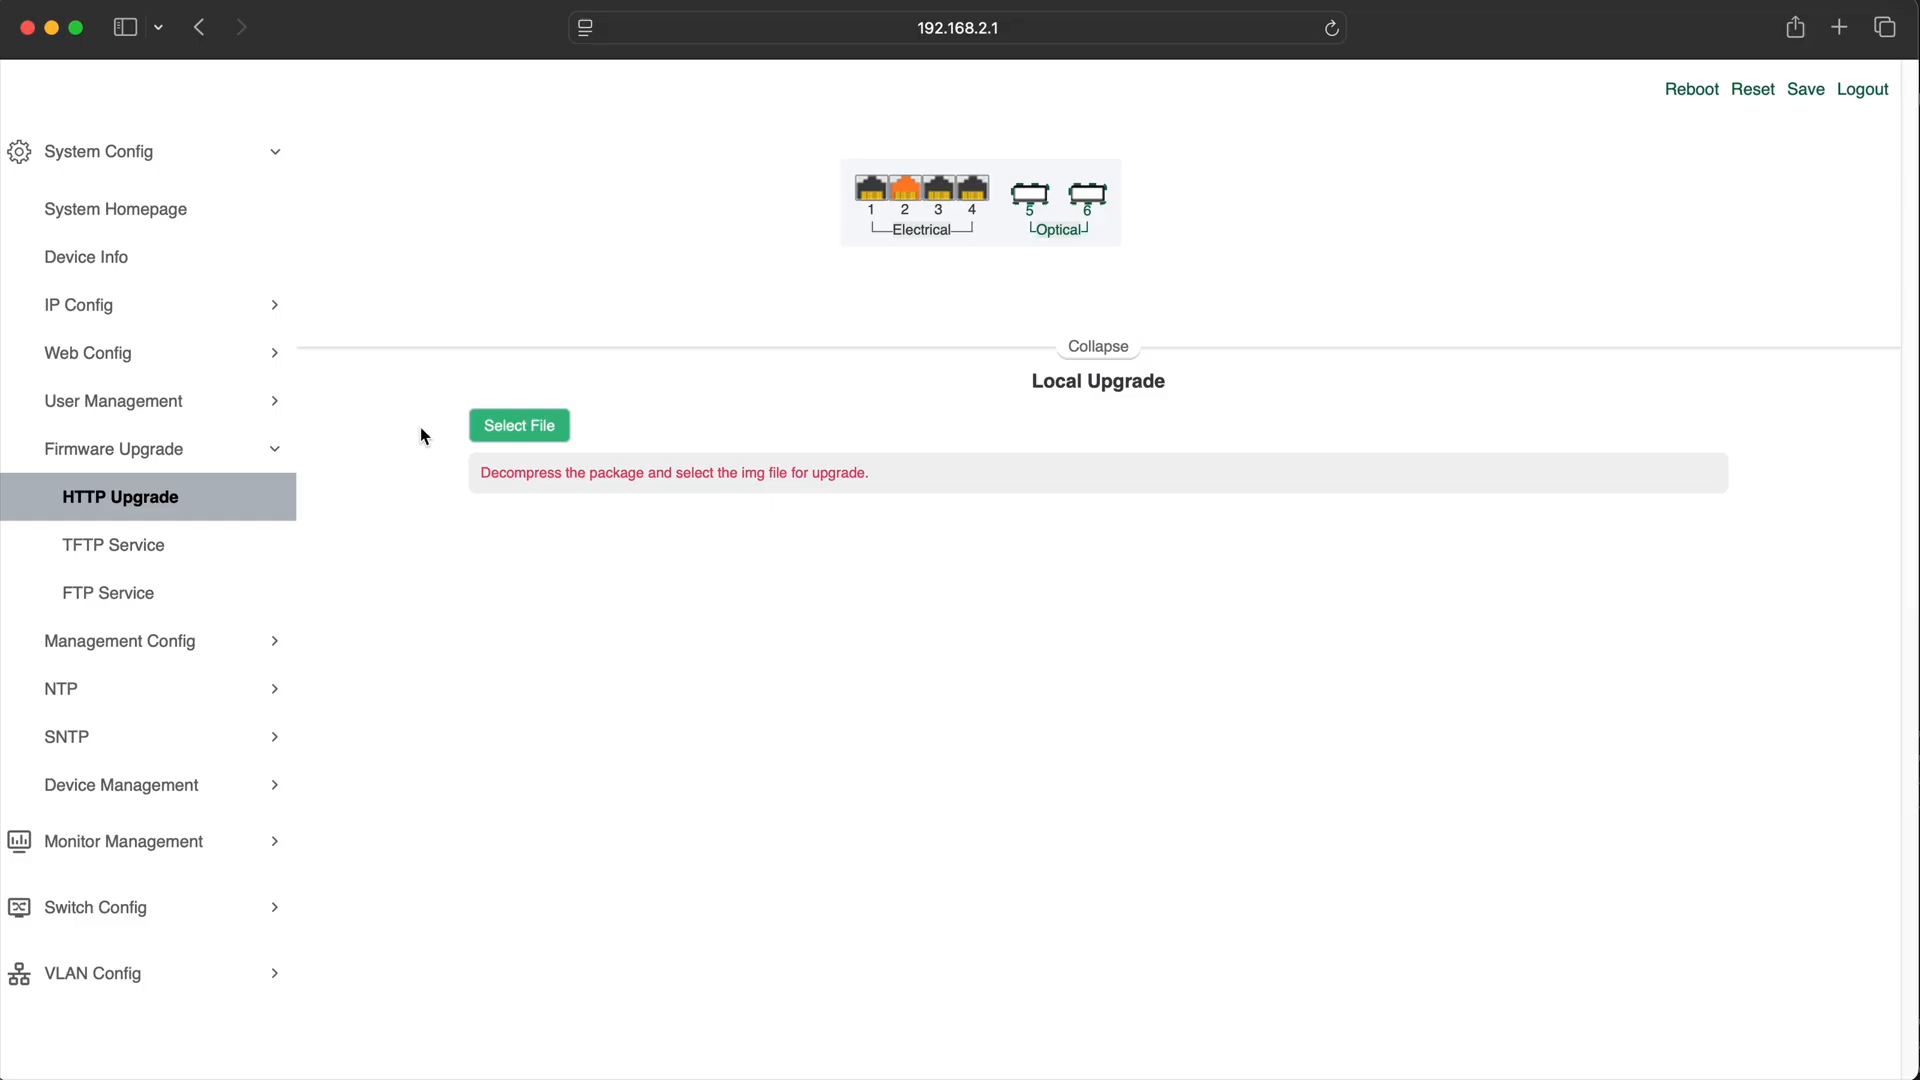 192.168.2.1
Reboot Reset Save Logout
System Config
System Homepage
Device Info
IP Config
Web Config
User Management
Firmware Upgrade
HTTP Upgrade
TFTP Service
FTP Service
Management Config
NTP
SNTP
Device Management
Monitor Management
Switch Config
VLAN Config
1 2 3 4 5 6
Electrical Optical
Collapse
Local Upgrade
Select File
Decompress the package and select the img file for upgrade.